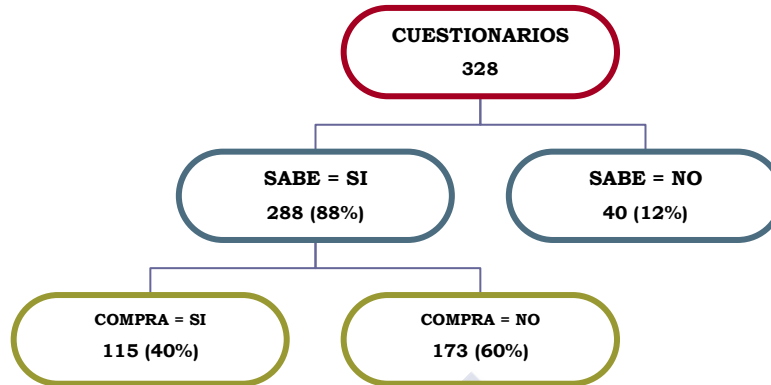 CUESTIONARIOS
328
SABE = SI
288 (88%)
SABE = NO
40 (12%)
COMPRA = SI
115 (40%)
COMPRA = NO
173 (60%)